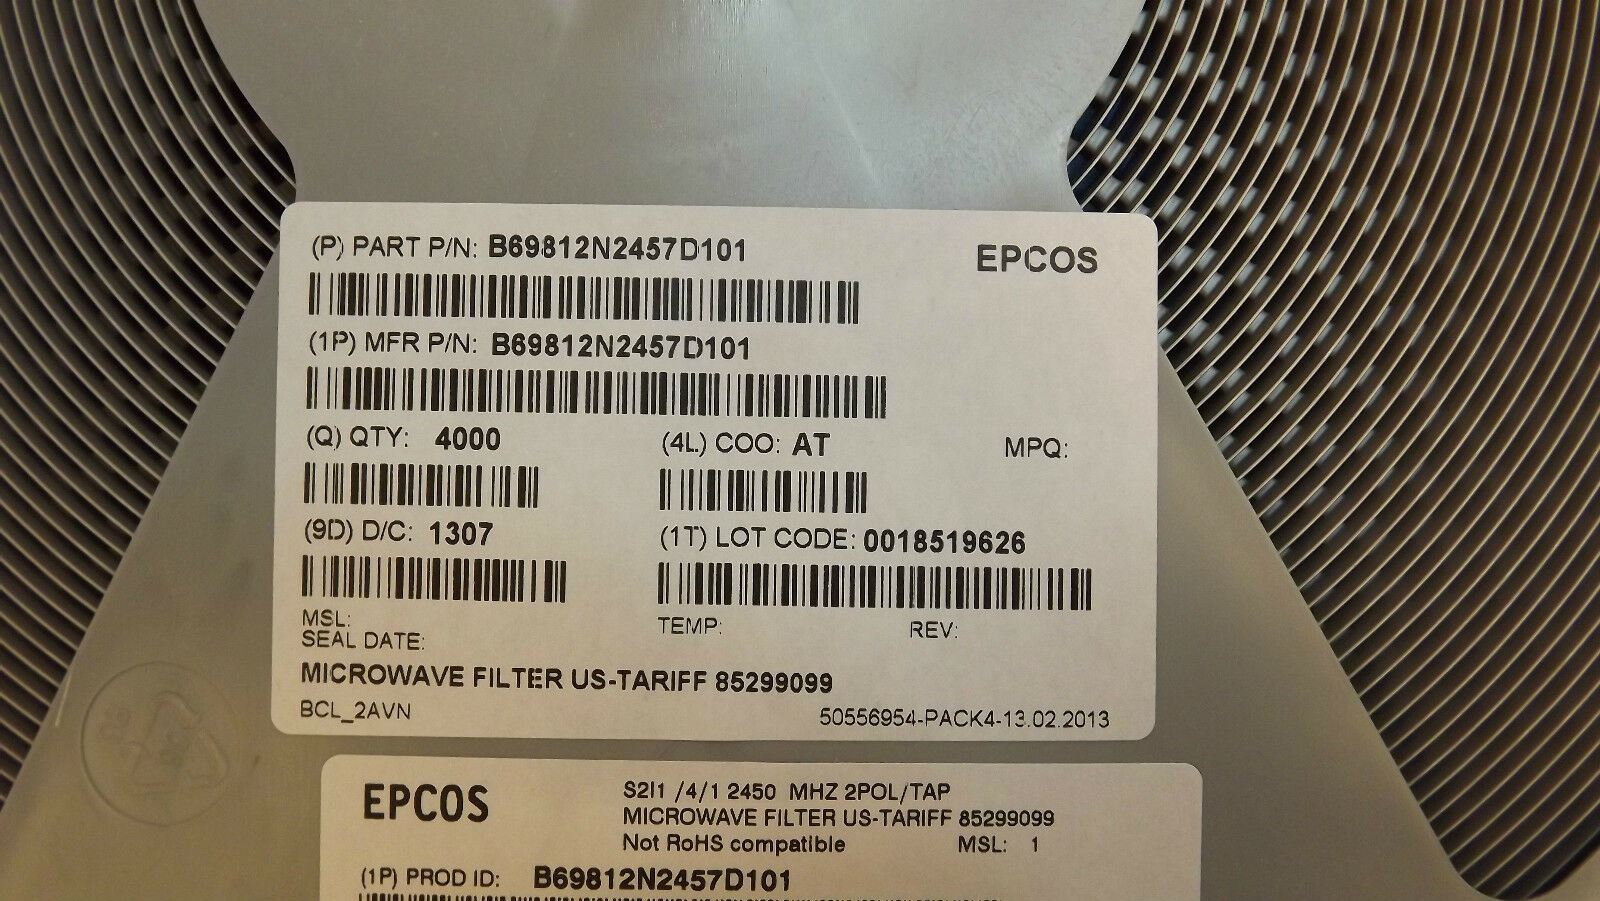 (P) PART P/N: B69812N2457D101
EPCOS
(1P) MFR P/N: B69812N2457D101
(Q) QTY: 4000
(4L) COO: AT
MPQ:
(9D) D/C: 1307
(1T) LOT CODE: 0018519626
MSL:
SEAL DATE:
TEMP:
REV:
MICROWAVE FILTER US-TARIFF 85299099
BCL_2AVN
50556954-PACK4-13.02.2013
EPCOS
S2I1 /4/1 2450 MHZ 2POL/TAP
MICROWAVE FILTER US-TARIFF 85299099
Not RoHS compatible MSL: 1
(1P) PROD ID: B69812N2457D101